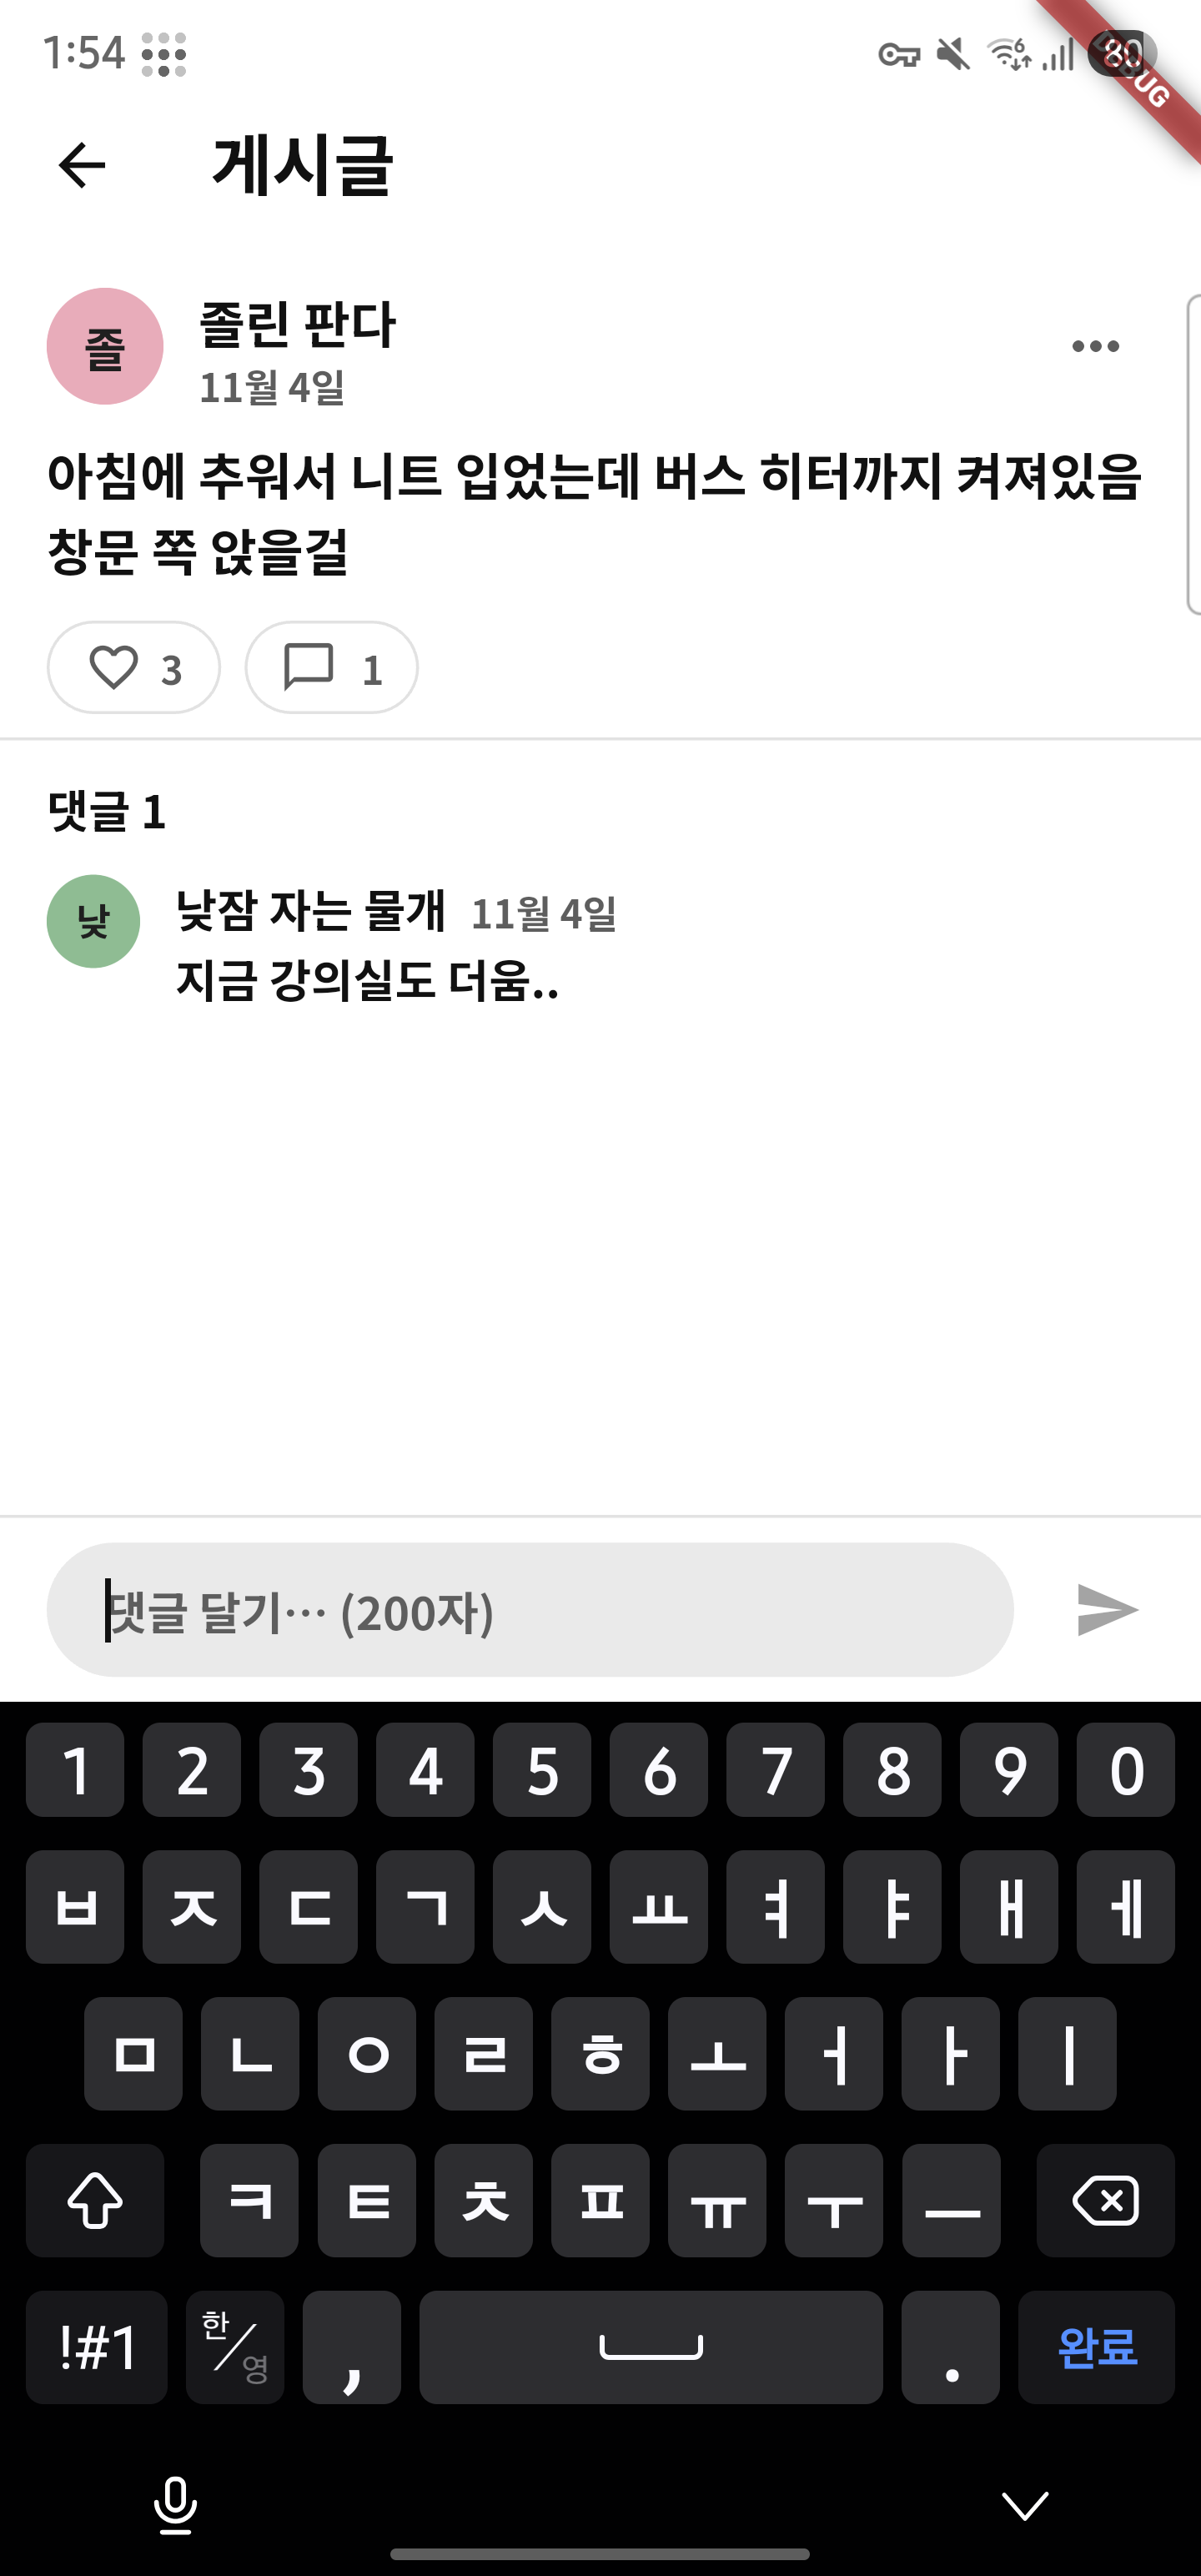 1:54
89
DEBUG
게시글
졸
졸린 판다
11월 4일
아침에 추워서 니트 입었는데 버스 히터까지 켜져있음
창문 쪽 앉을걸
3
1
댓글 1
낮
낮잠 자는 물개 11월 4일
지금 강의실도 더움..
댓글 달기… (200자)
1 2 3 4 5 6 7 8 9 0
ㅂ ㅈ ㄷ ㄱ ㅅ ㅛ ㅕ ㅑ ㅐ ㅔ
ㅁ ㄴ ㅇ ㄹ ㅎ ㅗ ㅓ ㅏ ㅣ
ㅋ ㅌ ㅊ ㅍ ㅠ ㅜ ㅡ
!#1 한/영 , . 완료